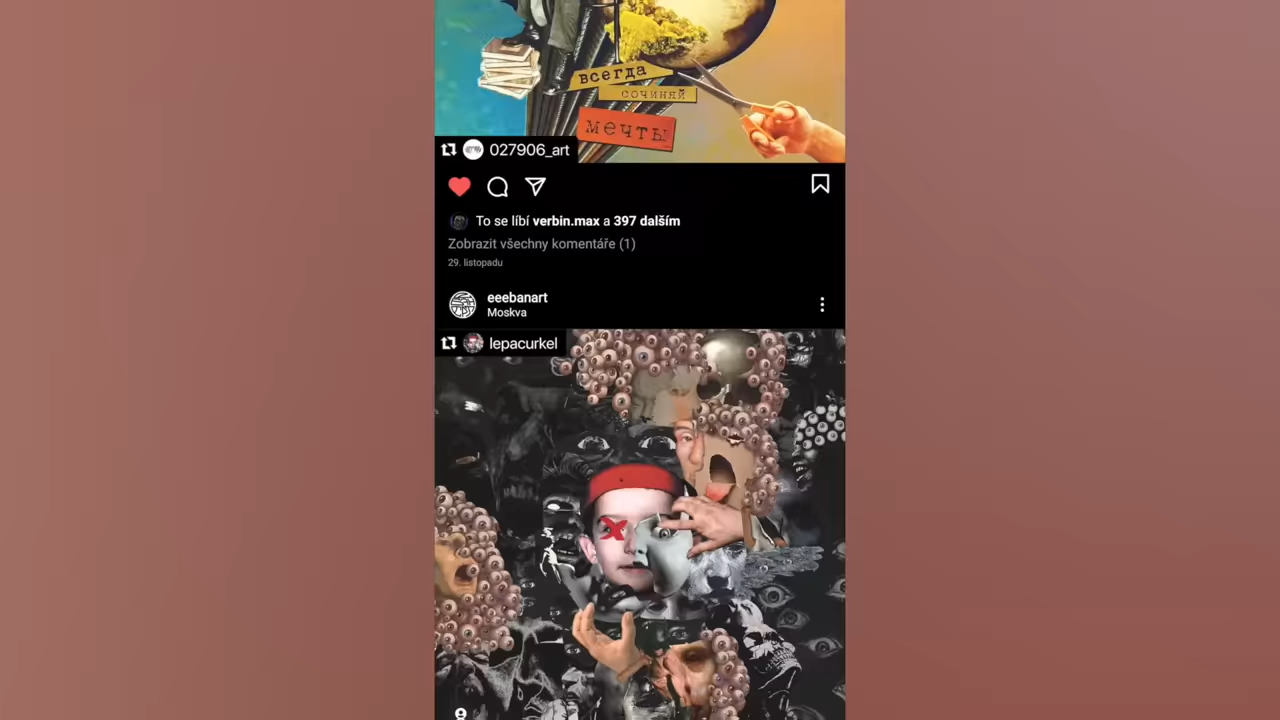 всегда
сочиняй
мечты
027906_art
To se líbí verbin.max a 397 dalším
Zobrazit všechny komentáře (1)
29. listopadu
eeebanart
Moskva
lepacurkel